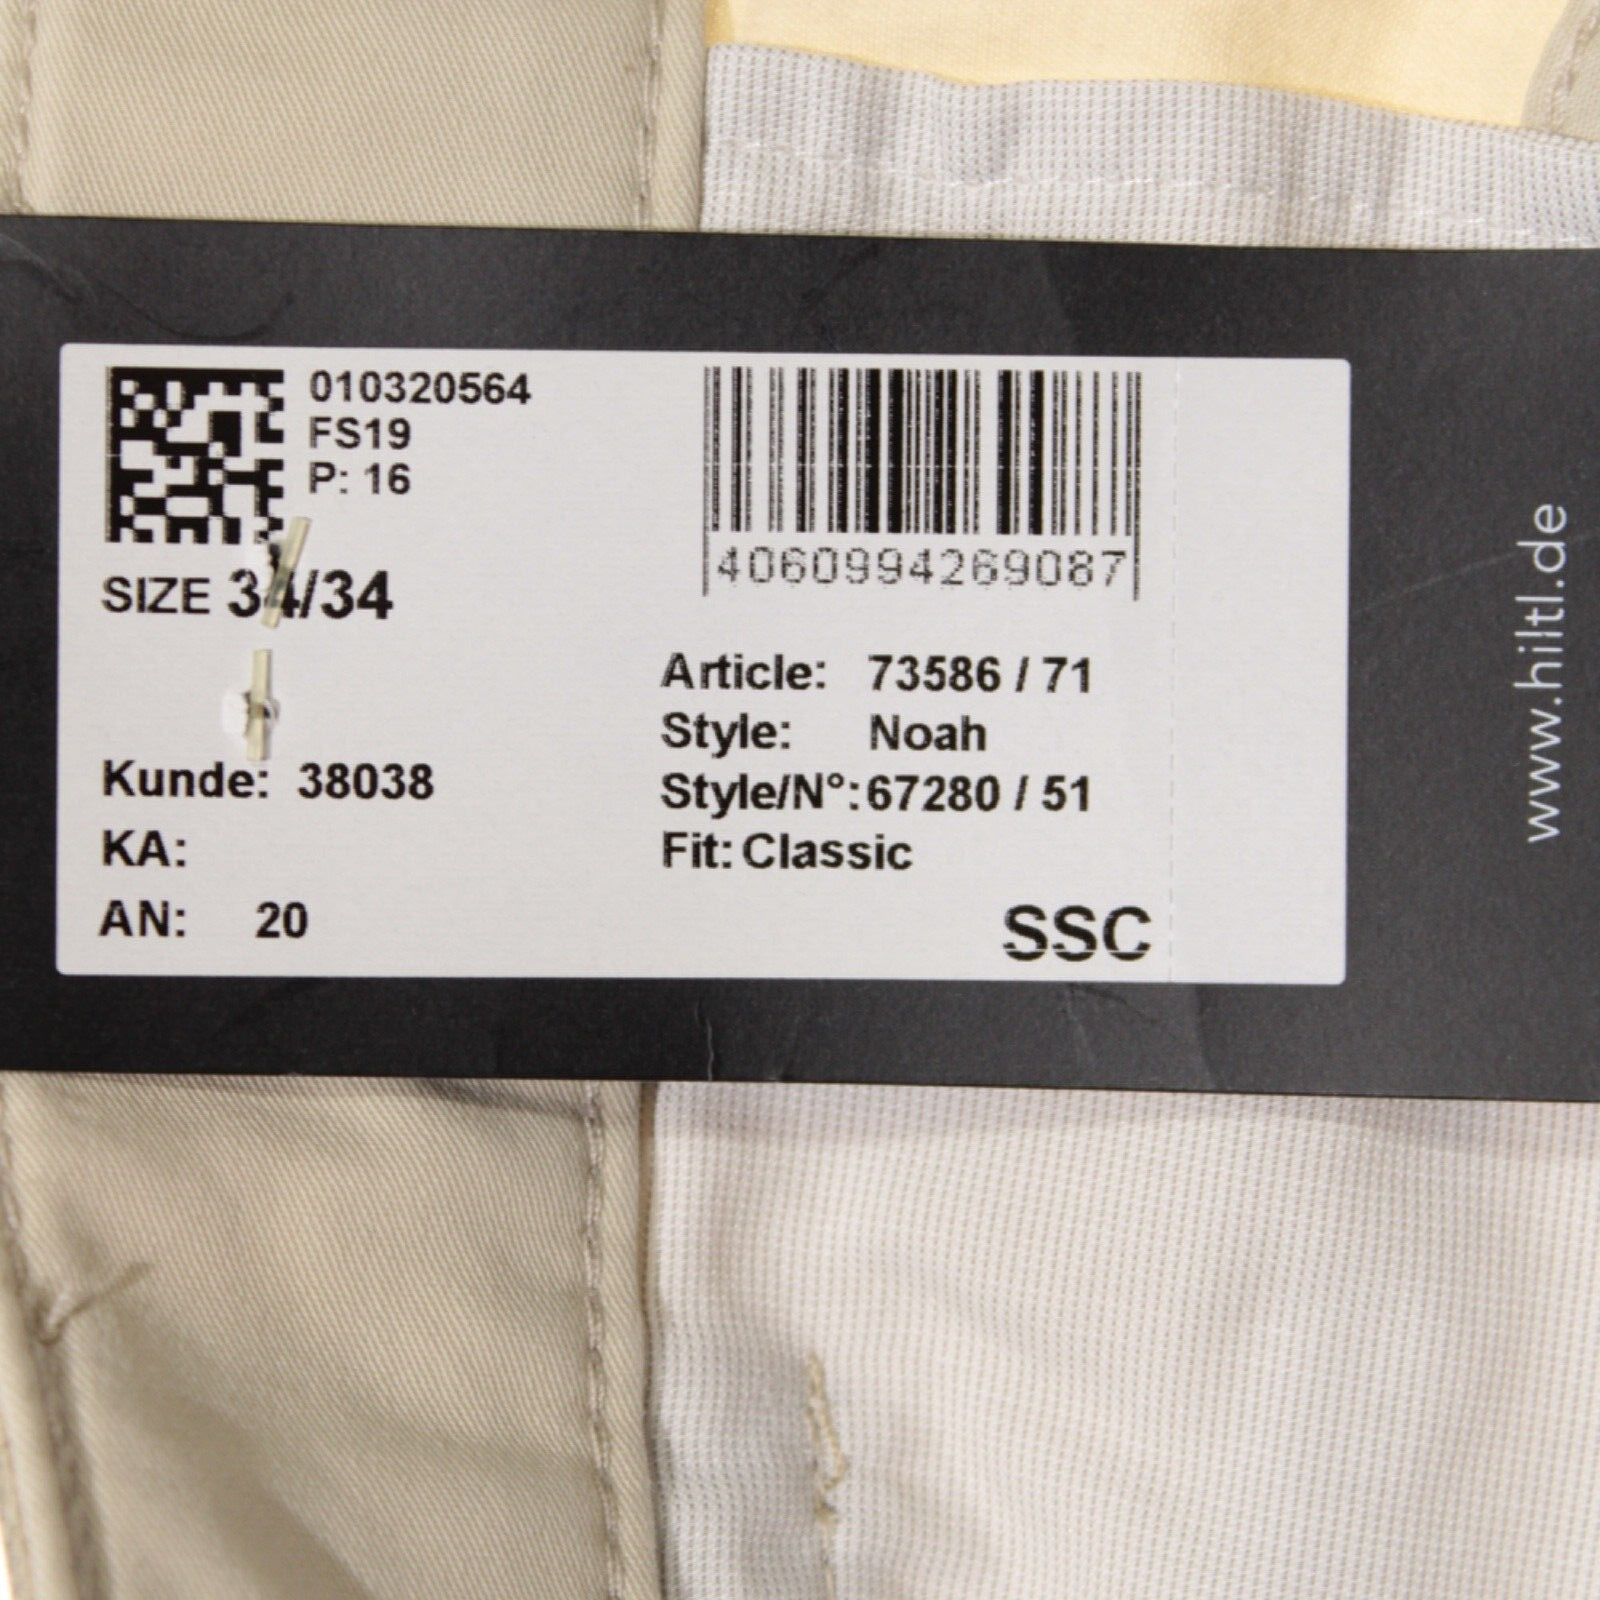 010320564
FS19
P: 16
SIZE 34/34
Kunde: 38038
KA:
AN: 20
4060994269087
Article: 73586 / 71
Style: Noah
Style/N°: 67280 / 51
Fit: Classic
SSC
www.hiltl.de